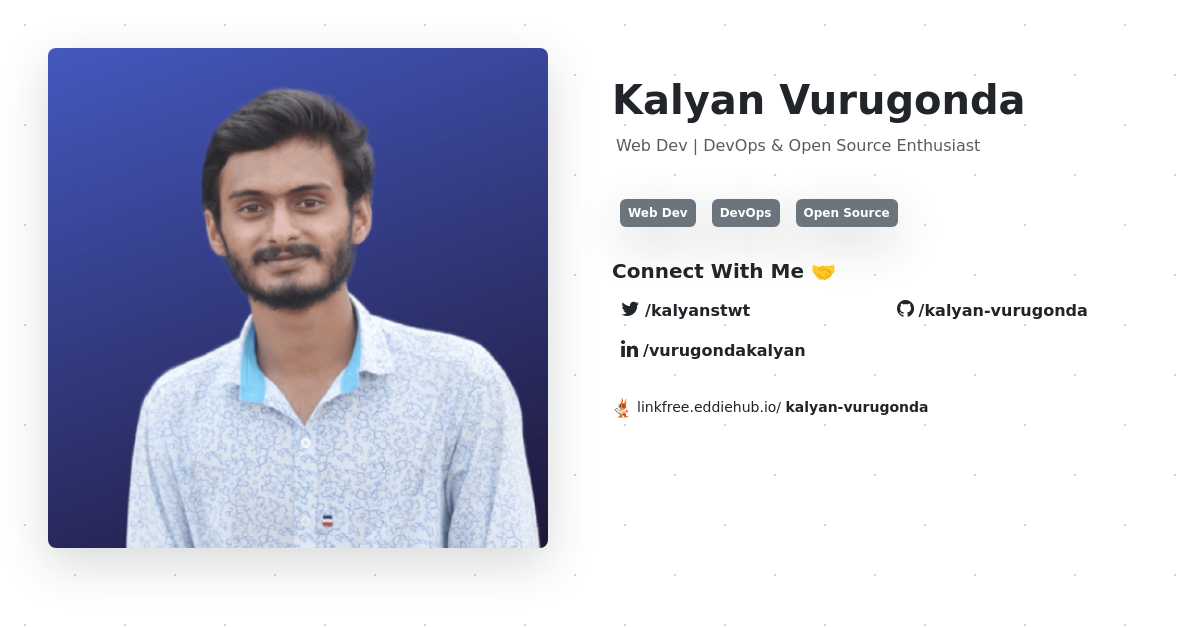 Kalyan Vurugonda
Web Dev | DevOps & Open Source Enthusiast
Web Dev DevOps Open Source
Connect With Me 🤝
/kalyanstwt /kalyan-vurugonda
/vurugondakalyan
linkfree.eddiehub.io/ kalyan-vurugonda